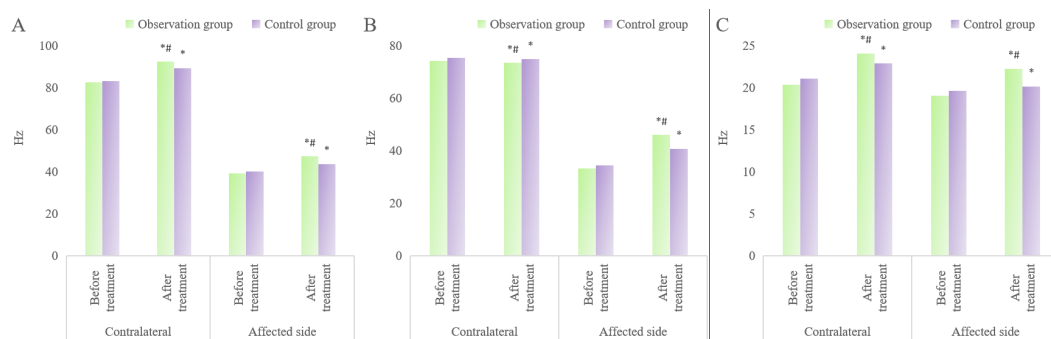 A
Observation group Control group
100
80
60
40
20
0
Hz
*# *
*# *
Before treatment
After treatment
Before treatment
After treatment
Contralateral Affected side
B
Observation group Control group
80
60
40
20
0
Hz
*# *
*# *
Before treatment
After treatment
Before treatment
After treatment
Contralateral Affected side
C
Observation group Control group
25
20
15
10
5
0
Hz
*# *
*# *
Before treatment
After treatment
Before treatment
After treatment
Contralateral Affected side